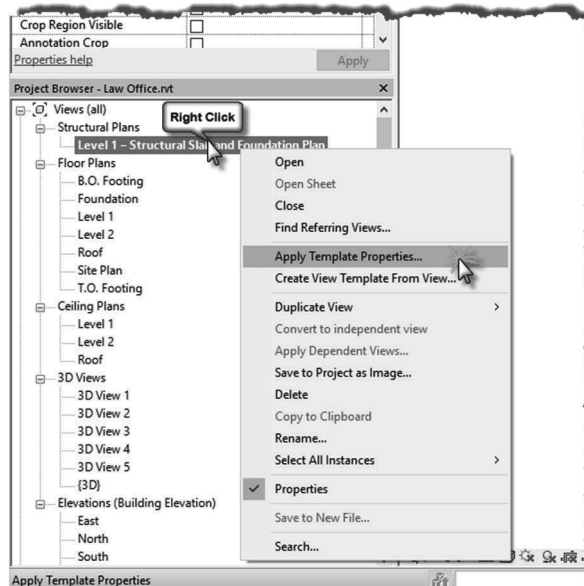 Crop Region Visible
Annotation Crop
Properties help Apply
Project Browser - Law Office.rvt
Views (all)
Right Click
Structural Plans
Level 1 – Structural Slab and Foundation Plan
Floor Plans
B.O. Footing
Foundation
Level 1
Level 2
Roof
Site Plan
T.O. Footing
Ceiling Plans
Level 1
Level 2
Roof
3D Views
3D View 1
3D View 2
3D View 3
3D View 4
3D View 5
{3D}
Elevations (Building Elevation)
East
North
South
Open
Open Sheet
Close
Find Referring Views...
Apply Template Properties...
Create View Template From View...
Duplicate View
Convert to independent view
Apply Dependent Views...
Save to Project as Image...
Delete
Copy to Clipboard
Rename...
Select All Instances
Properties
Save to New File...
Search...
Apply Template Properties